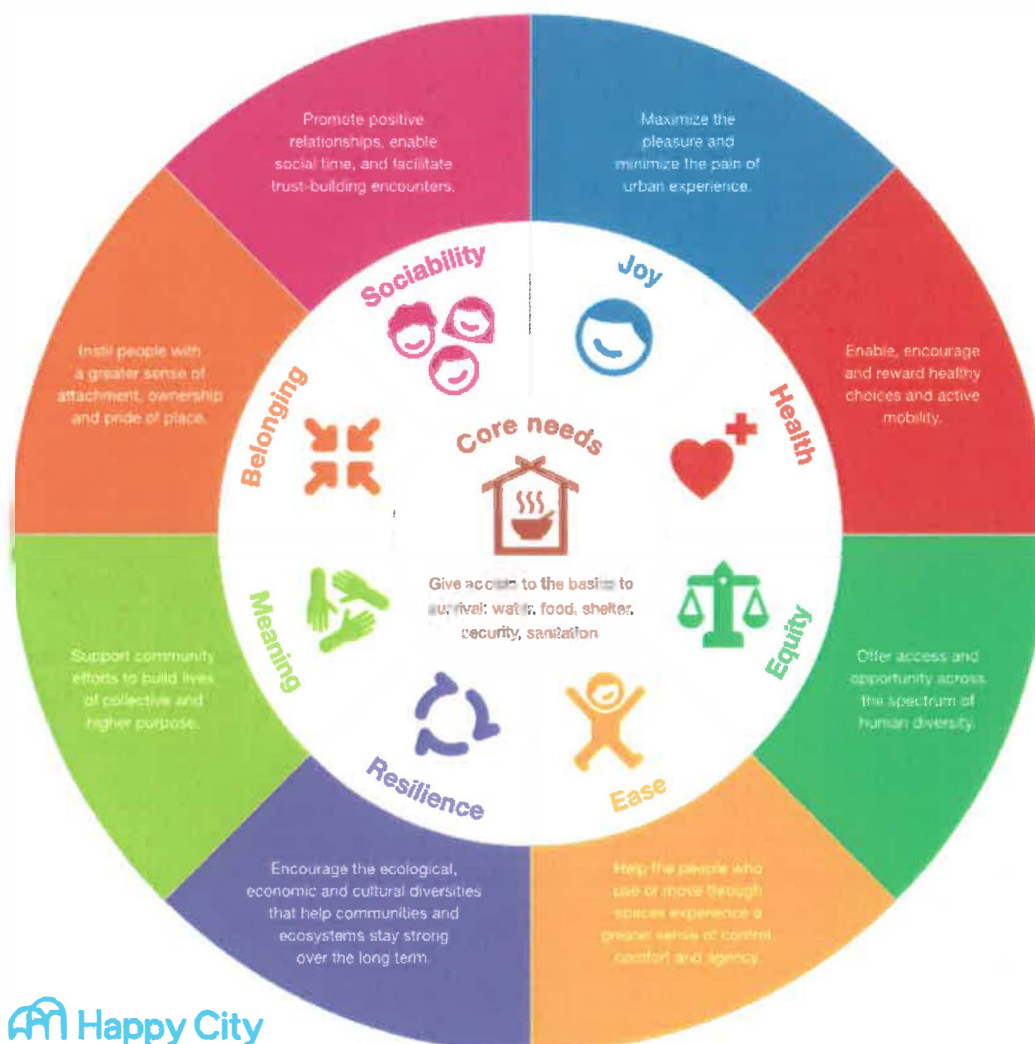 Promote positive
relationships, enable
social time, and facilitate
trust-building encounters.
Maximize the
pleasure and
minimize the pain of
urban experience.
Sociability
Joy
Instil people with
a greater sense of
attachment, ownership
and pride of place.
Enable, encourage
and reward healthy
choices and active
mobility.
Belonging
Health
Core needs
Give access to the basics to
survival: water, food, shelter,
security, sanitation
Meaning
Equity
Support community
efforts to build lives
of collective and
higher purpose.
Offer access and
opportunity across
the spectrum of
human diversity.
Resilience
Ease
Encourage the ecological,
economic and cultural diversities
that help communities and
ecosystems stay strong
over the long term.
Help the people who
use or move through
spaces experience a
greater sense of control
comfort and agency.
Happy City